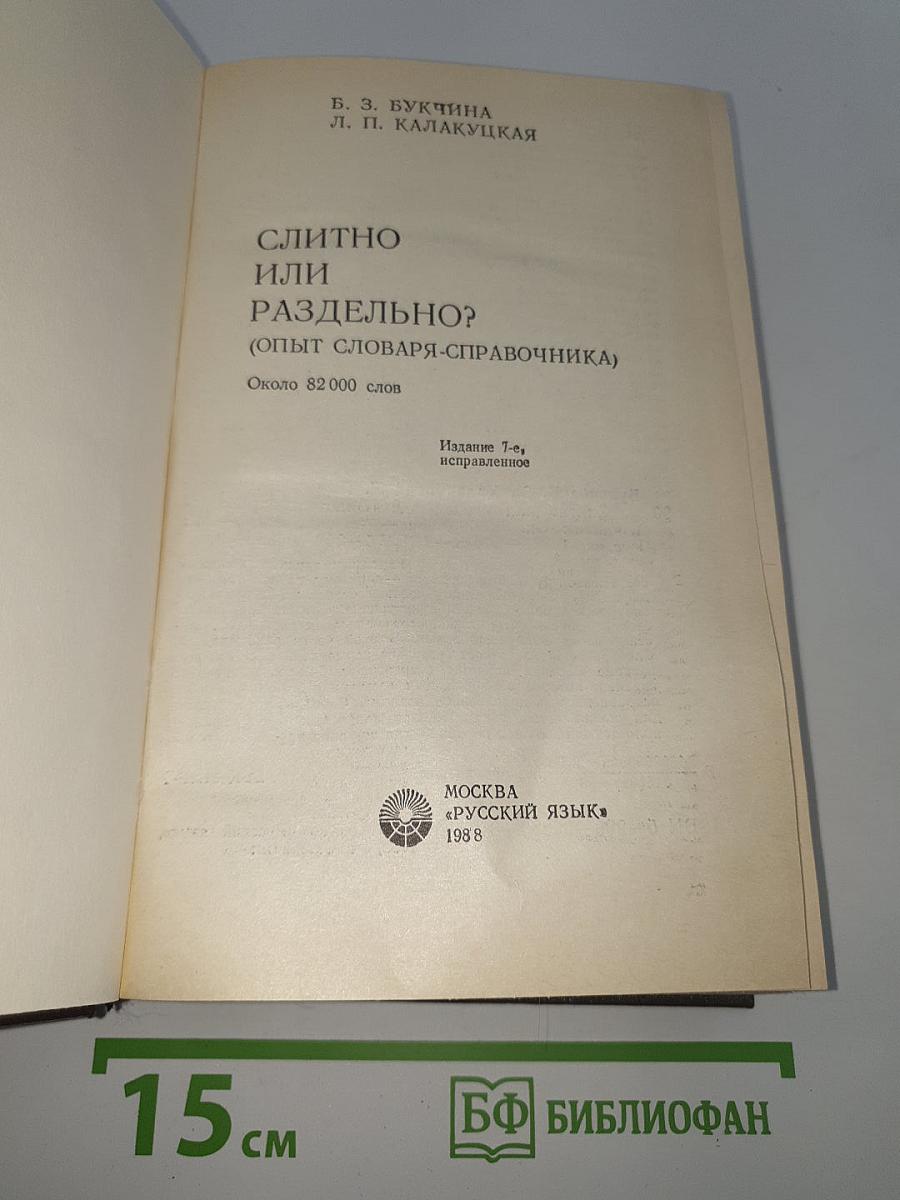 Б. З. БУКЧИНА
Л. П. КАЛАКУЦКАЯ
СЛИТНО
ИЛИ
РАЗДЕЛЬНО?
(ОПЫТ СЛОВАРЯ-СПРАВОЧНИКА)
Около 82 000 слов
Издание 7-е,
исправленное
МОСКВА
«РУССКИЙ ЯЗЫК»
1988
15 см
БФ БИБЛИОФАН